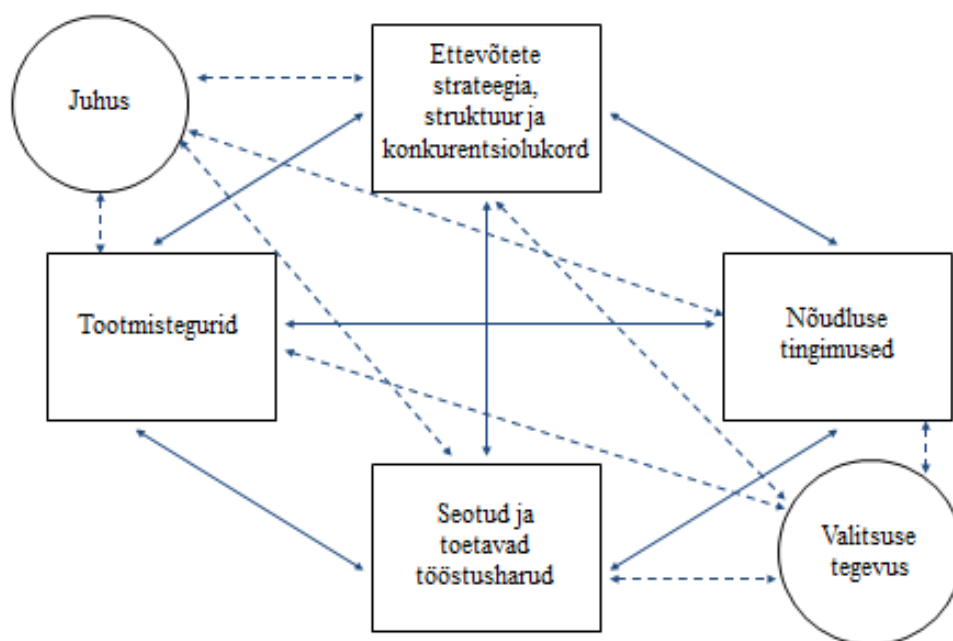 Juhus
Ettevõtete
strateegia,
struktuur ja
konkurentsiolukord
Tootmistegurid
Nõudluse
tingimused
Seotud ja
toetavad
tööstusharud
Valitsuse
tegevus